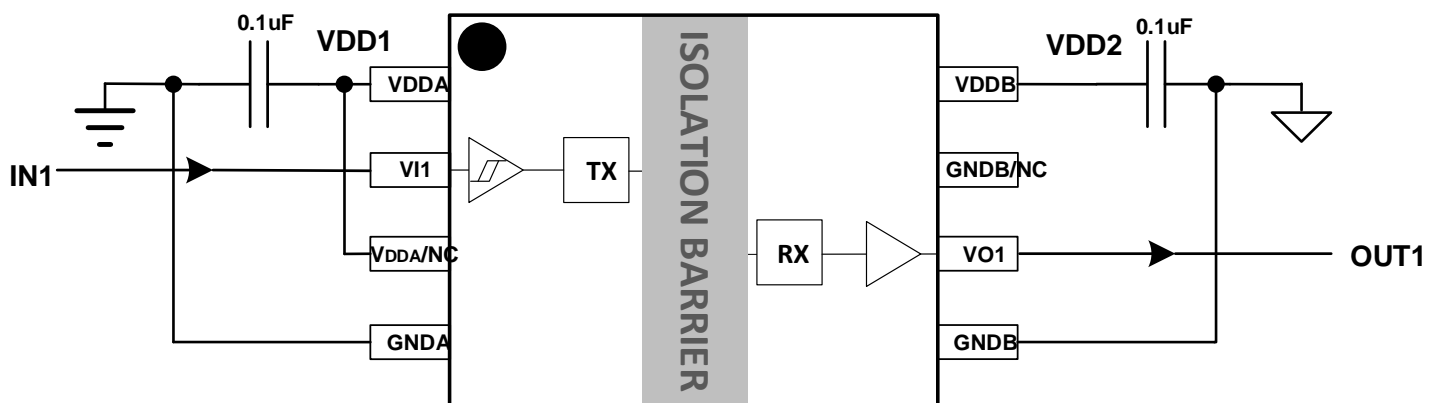 0.1uF
VDD1
VDDA
IN1
VI1
VDDA/NC
GNDA
TX
ISOLATION BARRIER
RX
VDD2
0.1uF
VDDB
GNDB/NC
VO1
OUT1
GNDB